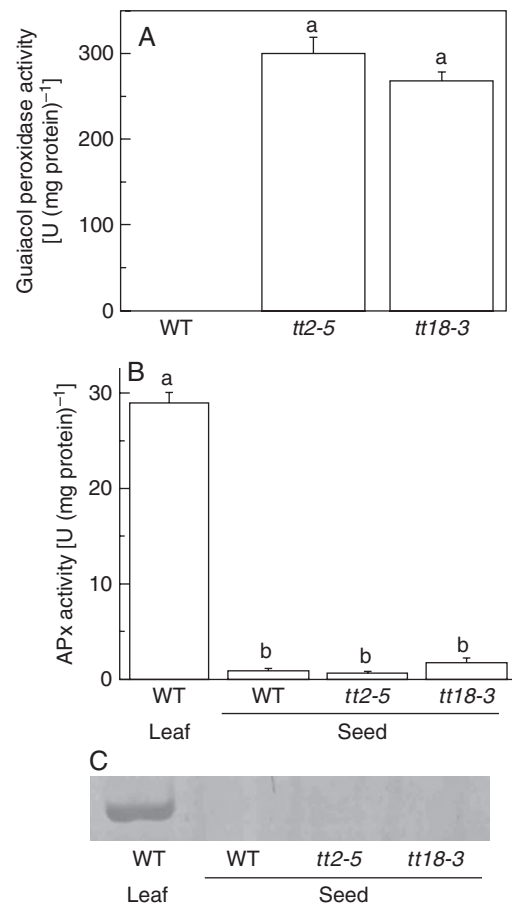 A
Guaiacol peroxidase activity
[U (mg protein)⁻¹]
300
200
100
0
a
a
WT
tt2-5
tt18-3
B
APx activity [U (mg protein)⁻¹]
30
20
10
0
a
b
b
b
WT
WT
tt2-5
tt18-3
Leaf
Seed
C
WT
WT
tt2-5
tt18-3
Leaf
Seed